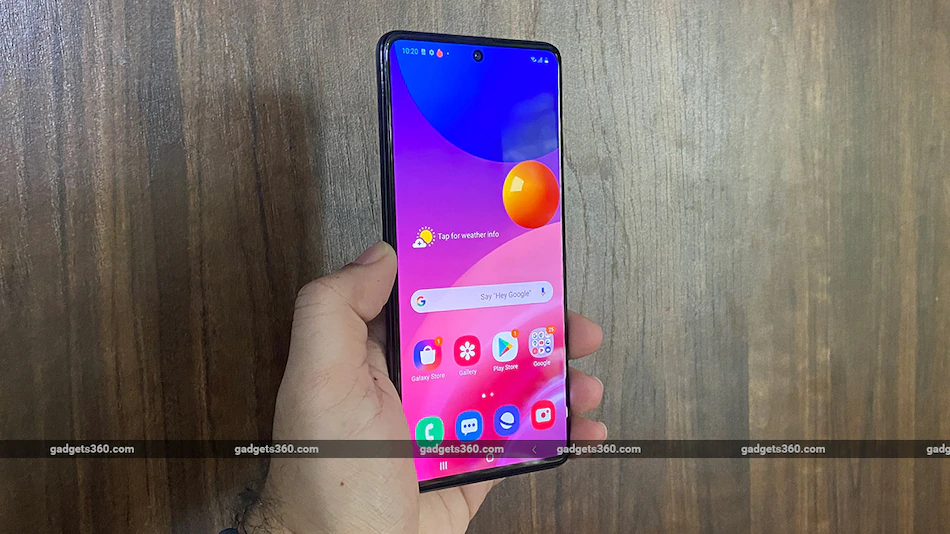 10:20
Tap for weather info
G
Say "Hey Google"
1
1
25
Galaxy Store
Gallery
Play Store
Google
gadgets360.com gadgets360.com gadgets360.com gadgets360.com gadgets360.com gadg